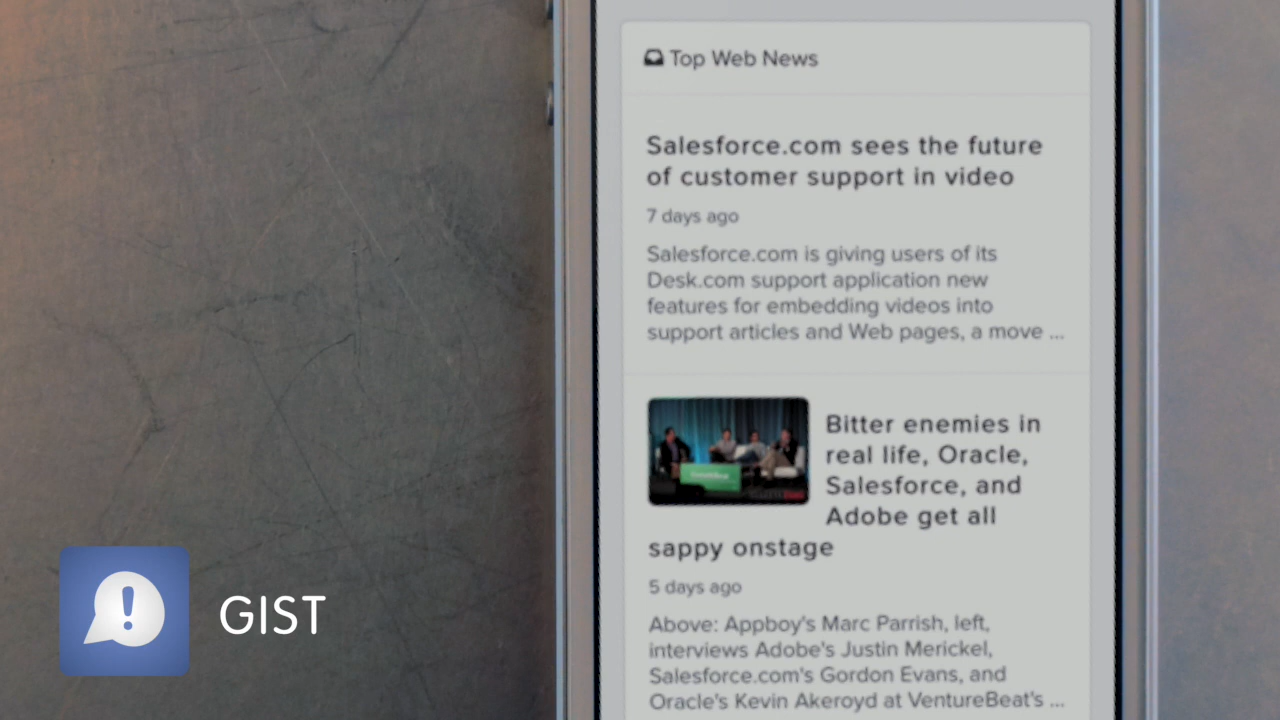 Top Web News
Salesforce.com sees the future
of customer support in video
7 days ago
Salesforce.com is giving users of its
Desk.com support application new
features for embedding videos into
support articles and Web pages, a move ...
Bitter enemies in
real life, Oracle,
Salesforce, and
Adobe get all
sappy onstage
5 days ago
Above: Appboy's Marc Parrish, left,
interviews Adobe's Justin Merickel,
Salesforce.com's Gordon Evans, and
Oracle's Kevin Akeroyd at VentureBeat's ...
GIST